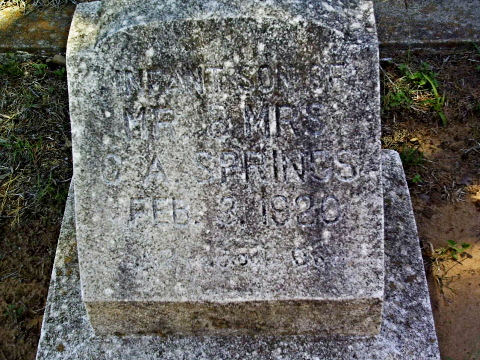 INFANT SON OF
MR. & MRS.
A. SPRINGS
FEB. 3, 1920